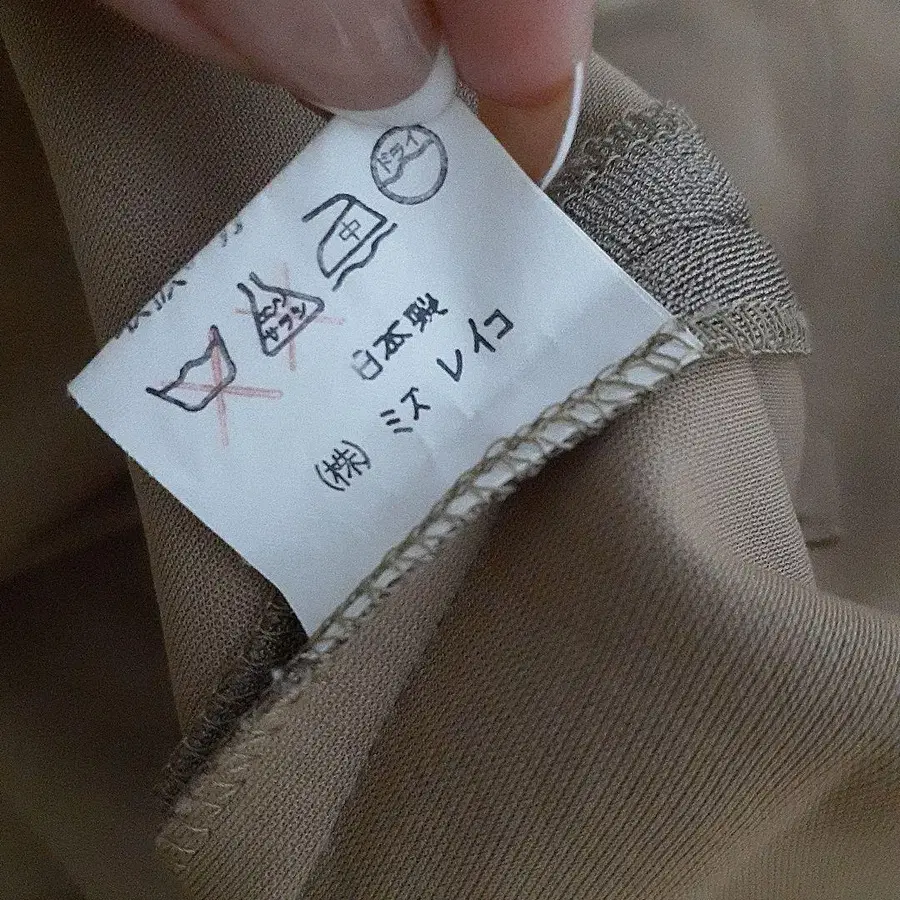 ドライ
中
エンソ
サラシ
日本製
(株) ミズ レイコ